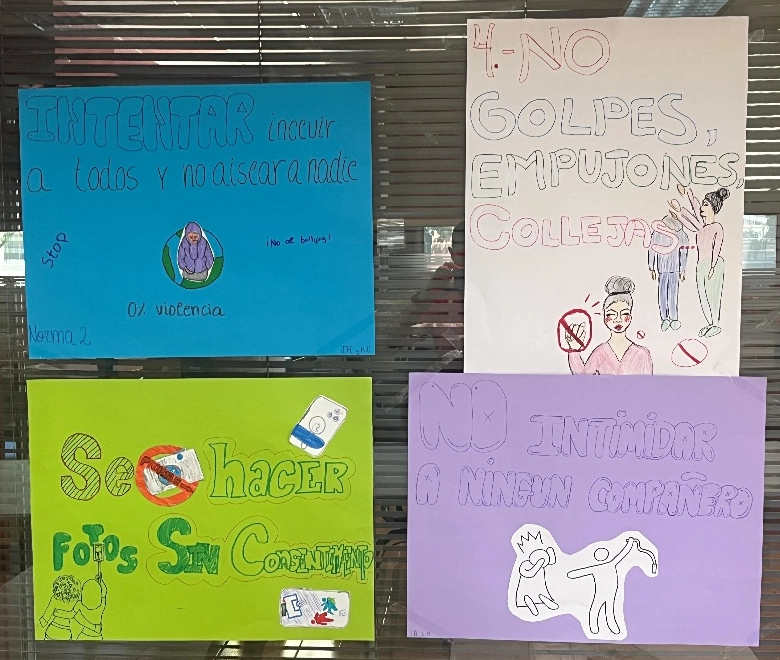 INTENTAR incluir
a todos y no aisear a nadie
Stop
¡No al bullying!
0% violencia
Norma 2
4.-NO
GOLPES,
EMPUJONES,
COLLEJAS...
Se hacer
FOTOS SIN CONSENTIMIENTO
NO INTIMIDAR
A NINGUN COMPAÑERO